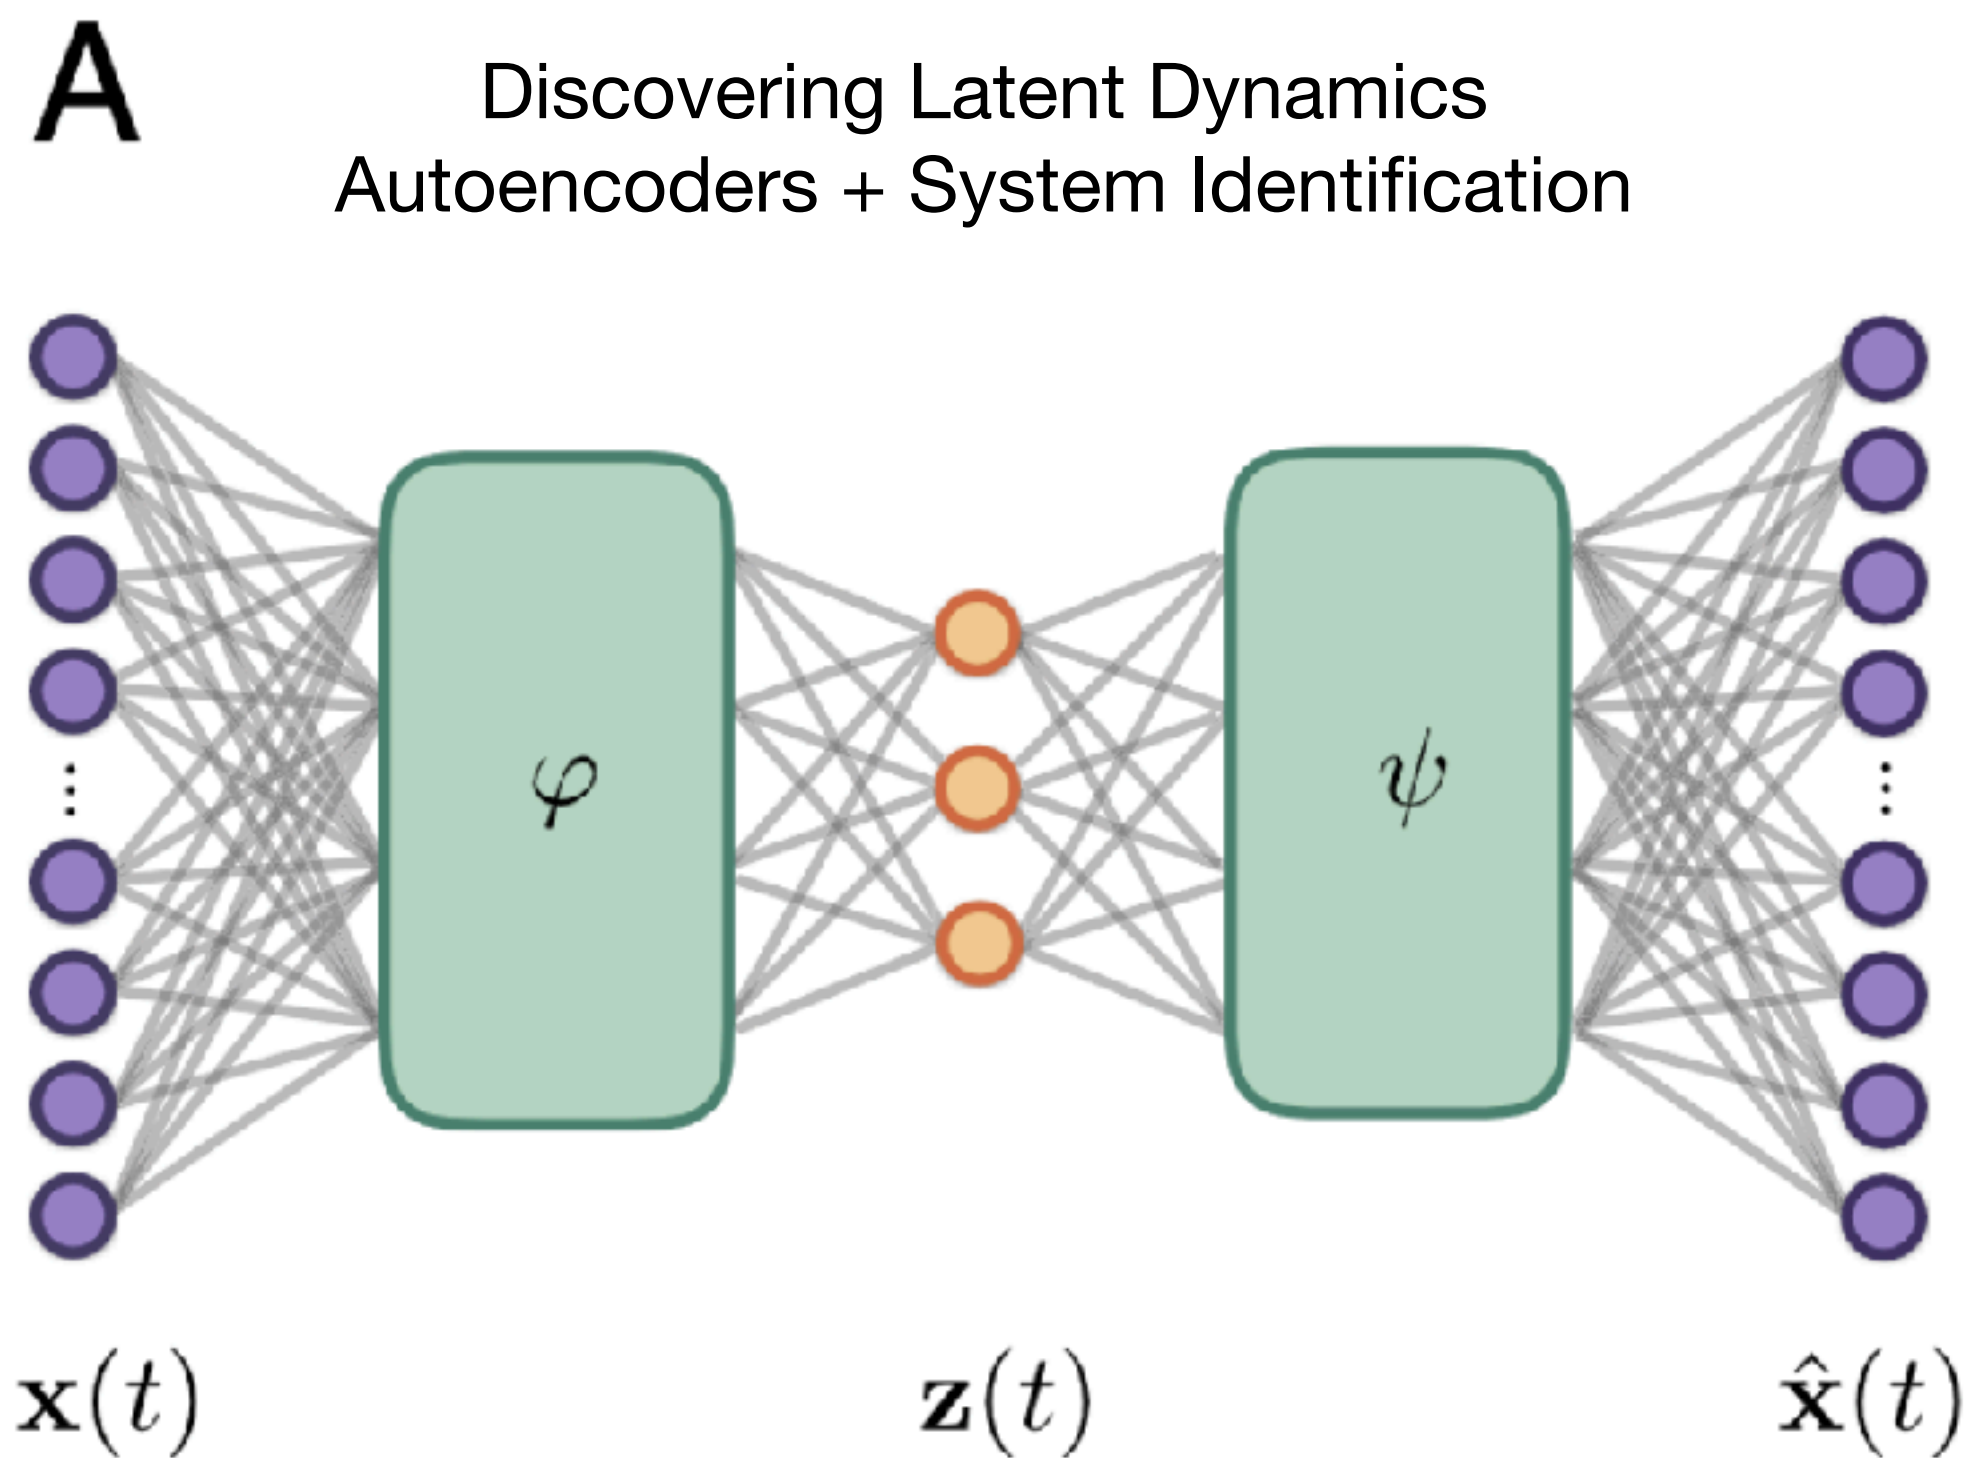 A
Discovering Latent Dynamics
Autoencoders + System Identification
φ
ψ
⋮
⋮
x(t)
z(t)
x̂(t)